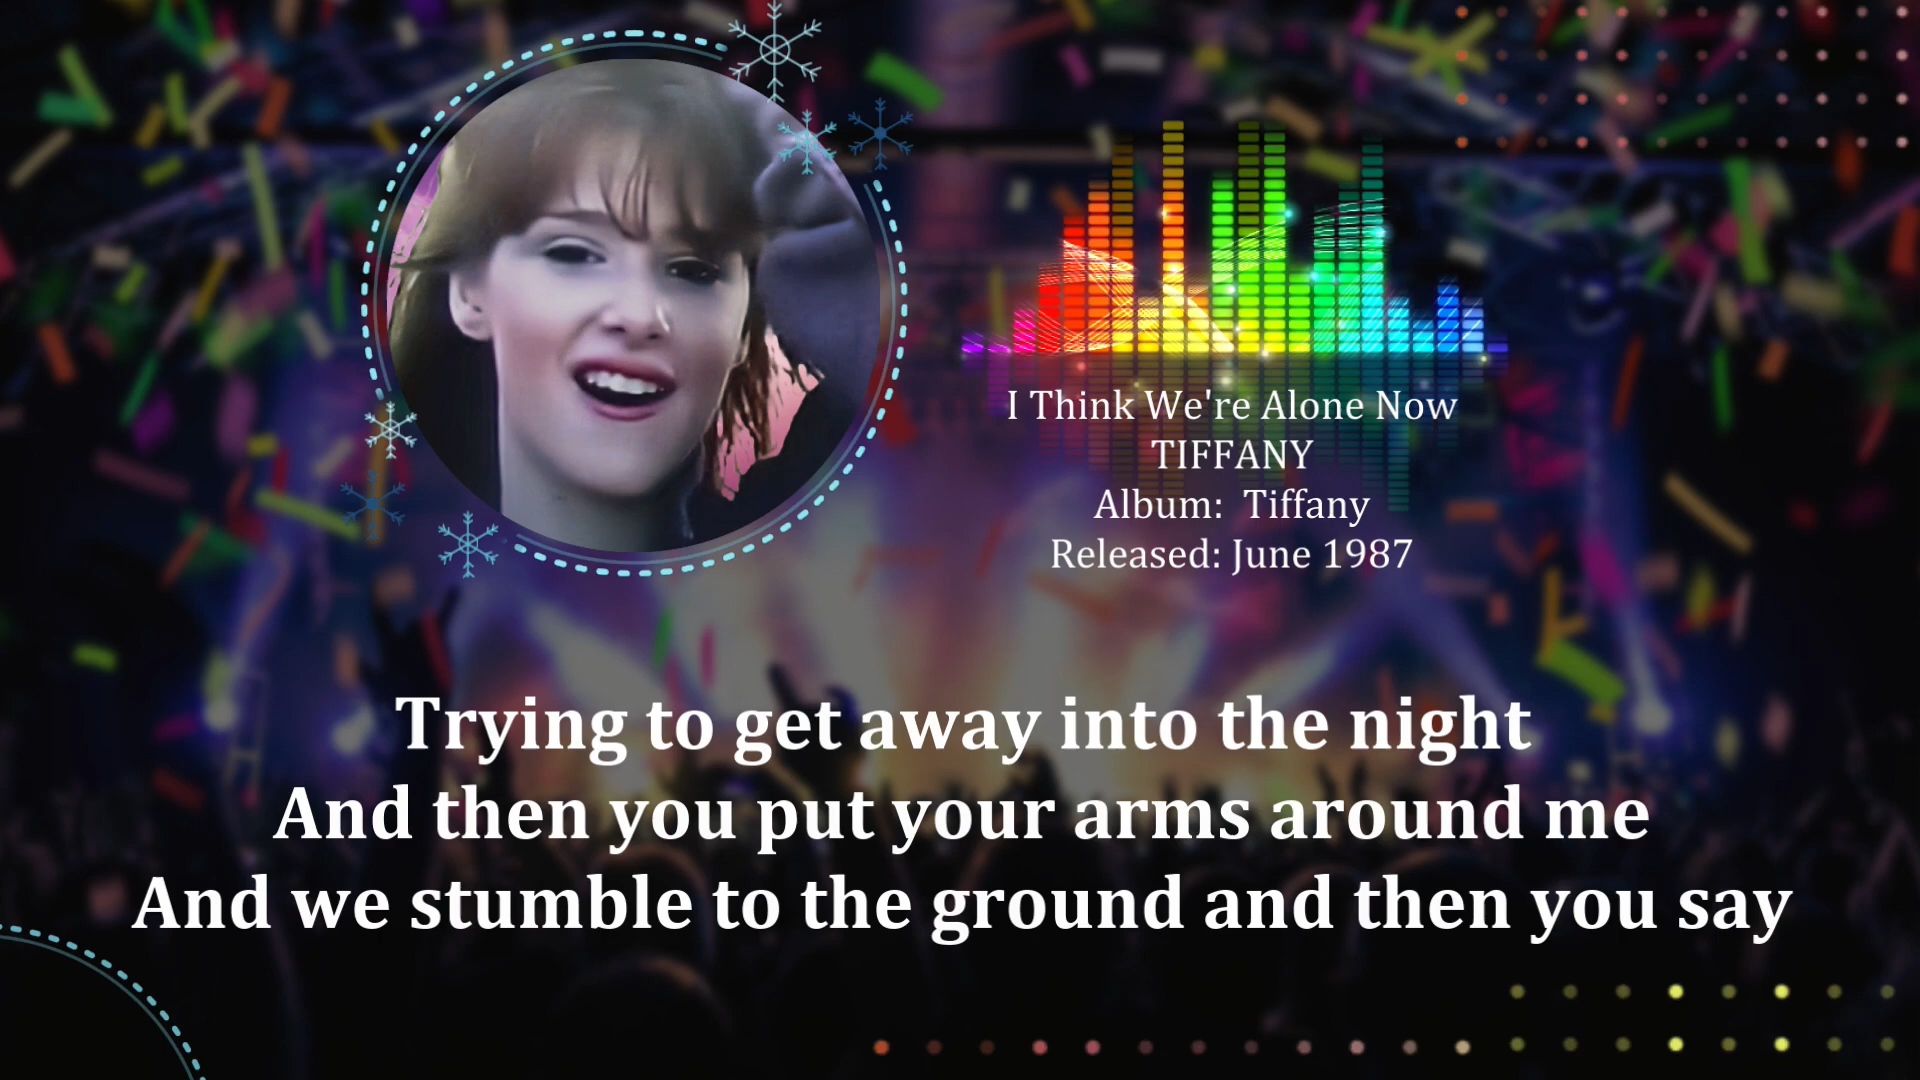 I Think We're Alone Now
TIFFANY
Album:  Tiffany
Released: June 1987
Trying to get away into the night
And then you put your arms around me
And we stumble to the ground and then you say